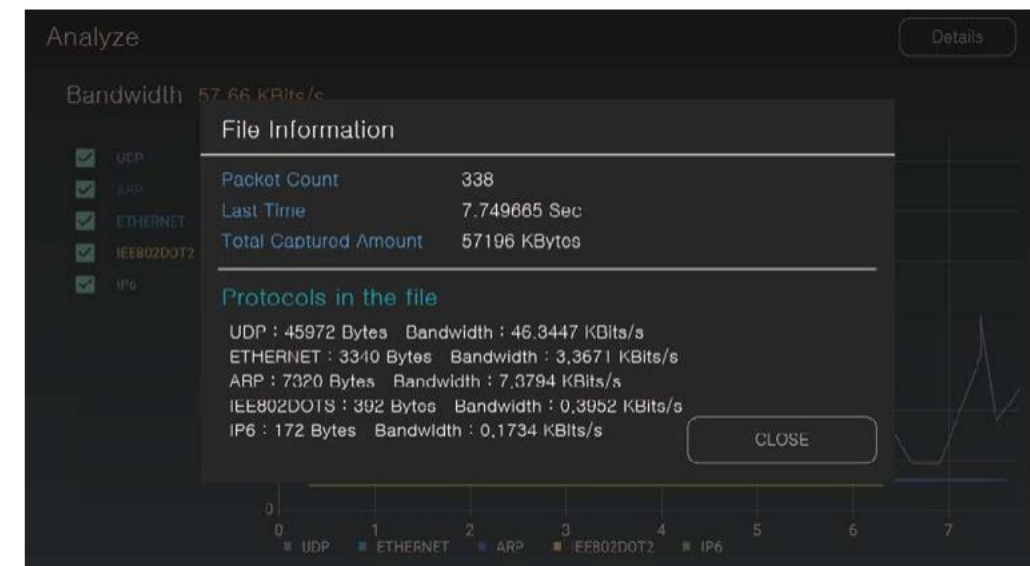 Analyze
Details
Bandwidth 57.66 KBits/s
File Information
Packet Count 338
Last Time 7.749665 Sec
Total Captured Amount 57196 KBytes
UDP
ARP
ETHERNET
IEE802DOT2
IP6
Protocols in the file
UDP : 45972 Bytes Bandwidth : 46.3447 KBits/s
ETHERNET : 3340 Bytes Bandwidth : 3,3671 KBits/s
ARP : 7320 Bytes Bandwidth : 7,3794 KBits/s
IEE802DOTS : 392 Bytes Bandwidth : 0,3952 KBits/s
IP6 : 172 Bytes Bandwidth : 0,1734 KBits/s
CLOSE
0
0 1 2 3 4 5 6 7
UDP ETHERNET ARP IEE802DOT2 IP6